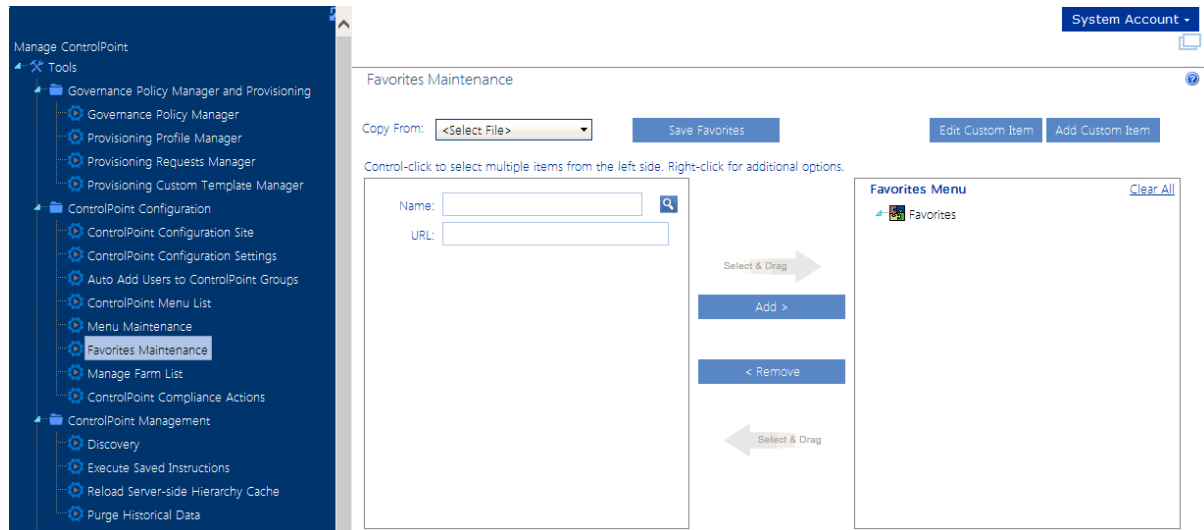 System Account
Manage ControlPoint
Tools
Governance Policy Manager and Provisioning
Governance Policy Manager
Provisioning Profile Manager
Provisioning Requests Manager
Provisioning Custom Template Manager
ControlPoint Configuration
ControlPoint Configuration Site
ControlPoint Configuration Settings
Auto Add Users to ControlPoint Groups
ControlPoint Menu List
Menu Maintenance
Favorites Maintenance
Manage Farm List
ControlPoint Compliance Actions
ControlPoint Management
Discovery
Execute Saved Instructions
Reload Server-side Hierarchy Cache
Purge Historical Data
Favorites Maintenance
Copy From: <Select File> Save Favorites Edit Custom Item Add Custom Item
Control-click to select multiple items from the left side. Right-click for additional options.
Name:
URL:
Select & Drag
Add >
< Remove
Select & Drag
Favorites Menu Clear All
Favorites